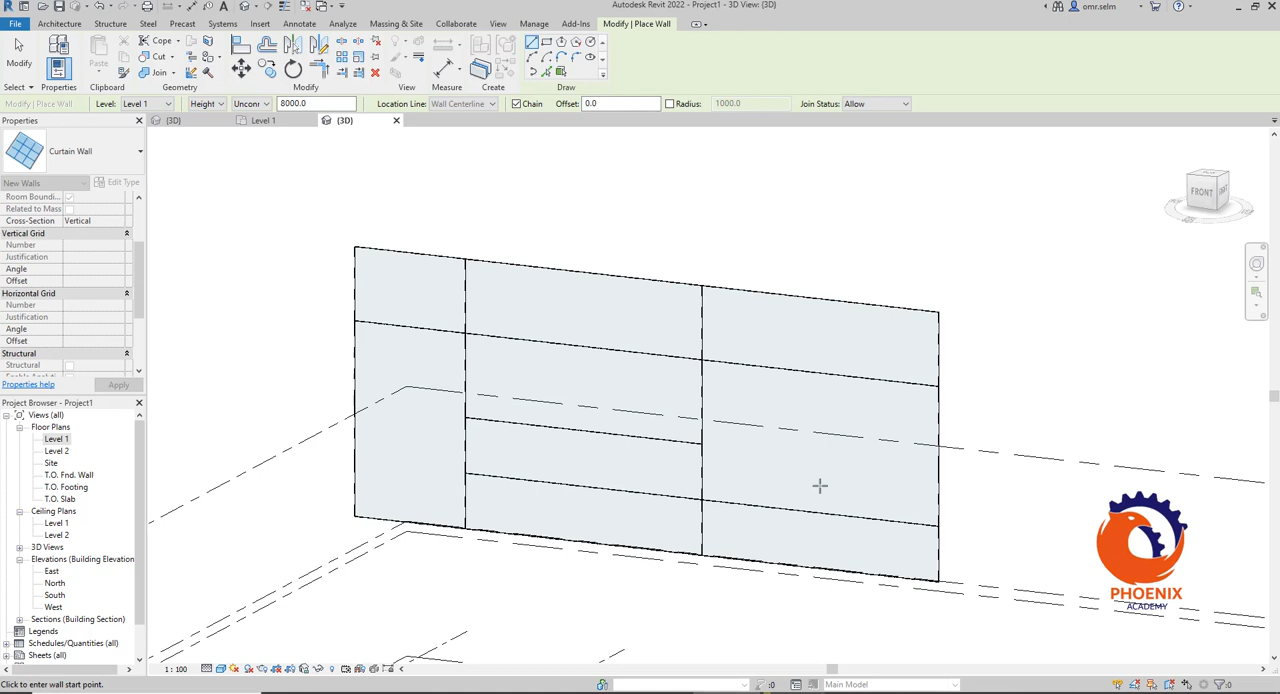 Autodesk Revit 2022 - Project1 - 3D View: {3D}
omr.selm
File Architecture Structure Steel Precast Systems Insert Annotate Analyze Massing & Site Collaborate View Manage Add-Ins Modify | Place Wall
Modify Paste Cope Cut Join
Select Properties Clipboard Geometry Modify View Measure Create Draw
Modify | Place Wall Level: Level 1 Height Unconr 8000.0 Location Line: Wall Centerline Chain Offset: 0.0 Radius: 1000.0 Join Status: Allow
Properties {3D} Level 1 {3D}
Curtain Wall
New Walls Edit Type
Room Boundi...
Related to Mass
Cross-Section Vertical
Vertical Grid
Number
Justification
Angle
Offset
Horizontal Grid
Number
Justification
Angle
Offset
Structural
Structural
Properties help Apply
Project Browser - Project1
Views (all)
Floor Plans
Level 1
Level 2
Site
T.O. Fnd. Wall
T.O. Footing
T.O. Slab
Ceiling Plans
Level 1
Level 2
3D Views
Elevations (Building Elevation)
East
North
South
West
Sections (Building Section)
Legends
Schedules/Quantities (all)
Sheets (all)
FRONT
PHOENIX
ACADEMY
1 : 100
Click to enter wall start point. :0 Main Model :0